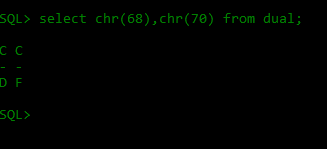 SQL> select chr(68),chr(70) from dual;
C C
- -
D F
SQL>